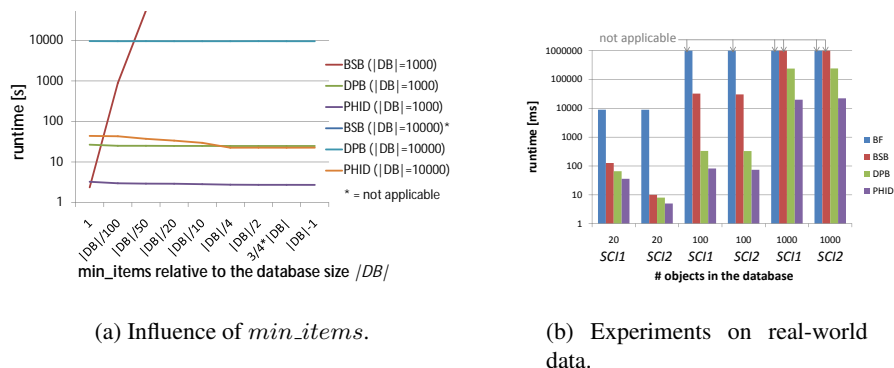 10000
1000
100
10
1
runtime [s]
1
|DB|/100
|DB|/50
|DB|/20
|DB|/10
|DB|/4
|DB|/2
3/4*|DB|
|DB|-1
min_items relative to the database size |DB|
BSB (|DB|=1000)
DPB (|DB|=1000)
PHID (|DB|=1000)
BSB (|DB|=10000)*
DPB (|DB|=10000)
PHID (|DB|=10000)
* = not applicable
(a) Influence of min_items.
not applicable
1000000
100000
10000
1000
100
10
1
runtime [ms]
20 20 100 100 1000 1000
SCI1 SCI2 SCI1 SCI2 SCI1 SCI2
# objects in the database
BF
BSB
DPB
PHID
(b) Experiments on real-world
data.